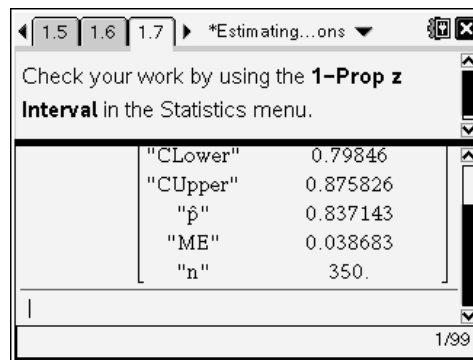 1.5 1.6 1.7 *Estimating...ons
Check your work by using the 1–Prop z
Interval in the Statistics menu.
"CLower" 0.79846
"CUpper" 0.875826
"p̂" 0.837143
"ME" 0.038683
"n" 350.
1/99